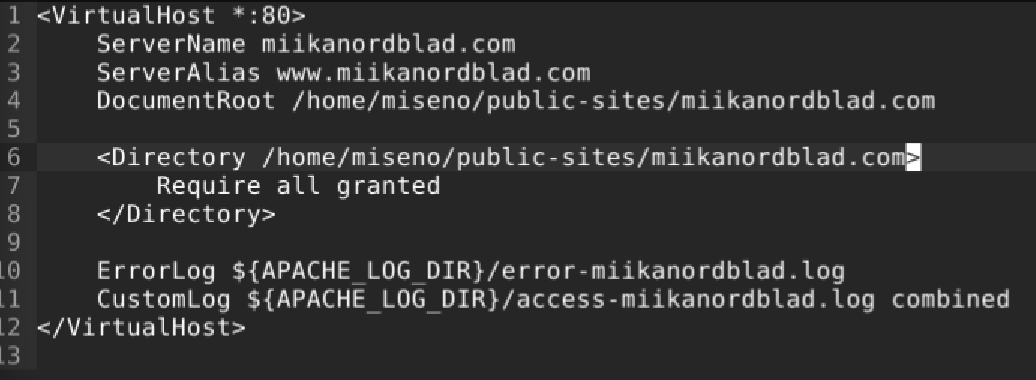 1 <VirtualHost *:80>
2     ServerName miikanordblad.com
3     ServerAlias www.miikanordblad.com
4     DocumentRoot /home/miseno/public-sites/miikanordblad.com
5
6     <Directory /home/miseno/public-sites/miikanordblad.com>
7         Require all granted
8     </Directory>
9
10     ErrorLog ${APACHE_LOG_DIR}/error-miikanordblad.log
11     CustomLog ${APACHE_LOG_DIR}/access-miikanordblad.log combined
12 </VirtualHost>
13